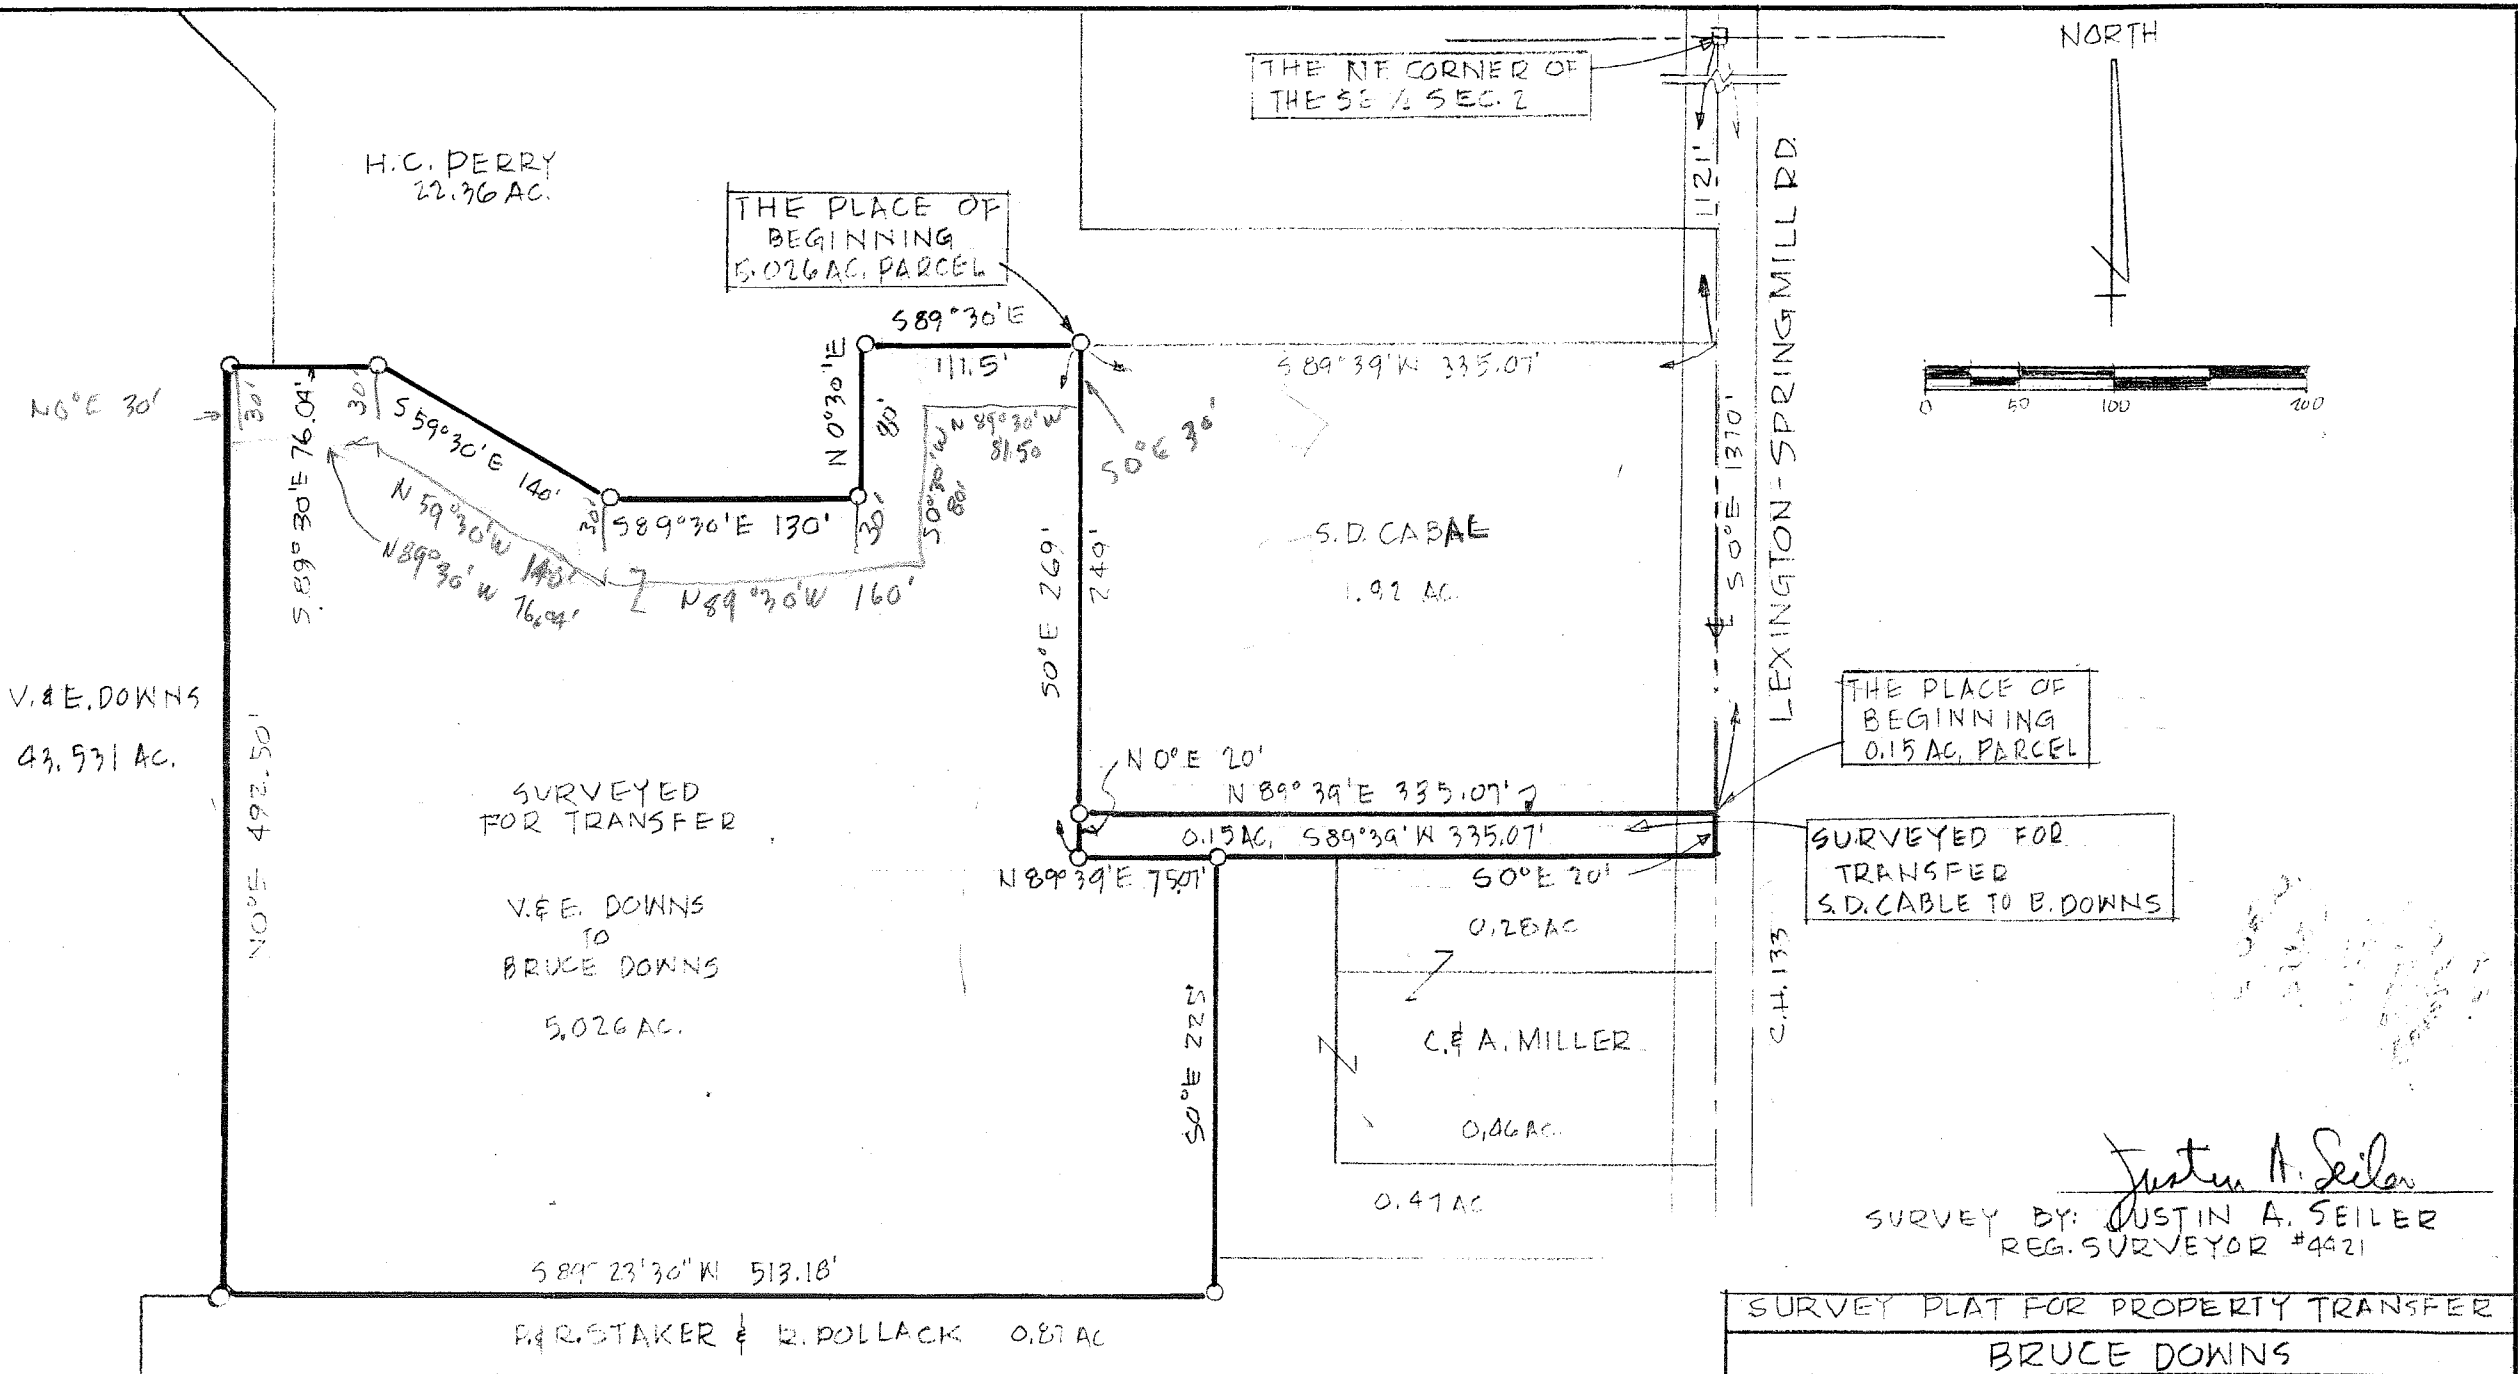 NORTH
THE NE CORNER OF
THE SE 1/4 SEC. 2
H.C. PERRY
22.36 AC.
THE PLACE OF
BEGINNING
5.026 AC. PARCEL
1121'
LEXINGTON-SPRINGMILL RD.
S 89°30'E
111.5'
S 89°39'W 335.07'
N 0°30'E
80'
N 89°30'W
81.50
S 0°E 30'
S 0°30'W
80'
0 50 100 200
N 0°E 30'
30'
S 89°30'E 76.04'
30'
S 59°30'E 140'
30'
S 89°30'E 130'
30'
N 59°30'W 140'
N 89°30'W
76.04'
N 89°30'W 160'
S 0°E 269'
249'
S.D. CABAL
1.92 AC.
S 0°E 1370'
V. & E. DOWNS
43.531 AC.
N 0°E 492.50'
THE PLACE OF
BEGINNING
0.15 AC. PARCEL
N 0°E 20'
N 89°39'E 335.07'
0.15 AC. S 89°39'W 335.07'
N 89°39'E 75.07'
S 0°E 20'
SURVEYED FOR
TRANSFER
S.D. CABLE TO B. DOWNS
SURVEYED
FOR TRANSFER
V. & E. DOWNS
TO
BRUCE DOWNS
5.026 AC.
0.28 AC
C.H. 133
S 0°E 225'
C. & A. MILLER
0.46 AC.
0.47 AC
Justin A. Seiler
SURVEY BY: JUSTIN A. SEILER
REG. SURVEYOR #4421
S 89°23'30"W 513.18'
P. & R. STAKER & R. POLLACK 0.87 AC
SURVEY PLAT FOR PROPERTY TRANSFER
BRUCE DOWNS